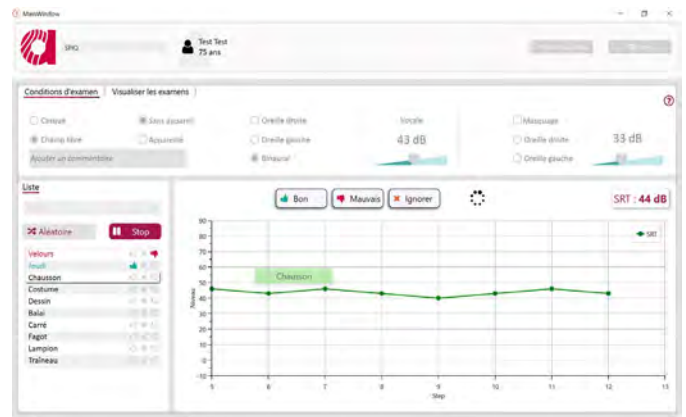 MainWindow
SPIQ
Test Test
75 ans
Conditions d'examen
Visualiser les examens
Casque
Sans appareil
Oreille droite
Vocale
Masquage
Champ libre
Appareillé
Oreille gauche
43 dB
Oreille droite
33 dB
Ajouter un commentaire
Binaural
Oreille gauche
Liste
Bon
Mauvais
Ignorer
SRT : 44 dB
Aléatoire
Stop
Velours
Jeudi
Chausson
Costume
Dessin
Balai
Carré
Fagot
Lampion
Traîneau
90
80
70
60
50
40
30
20
10
0
-10
Niveau
SRT
Chausson
5
6
7
8
9
10
11
12
13
Step